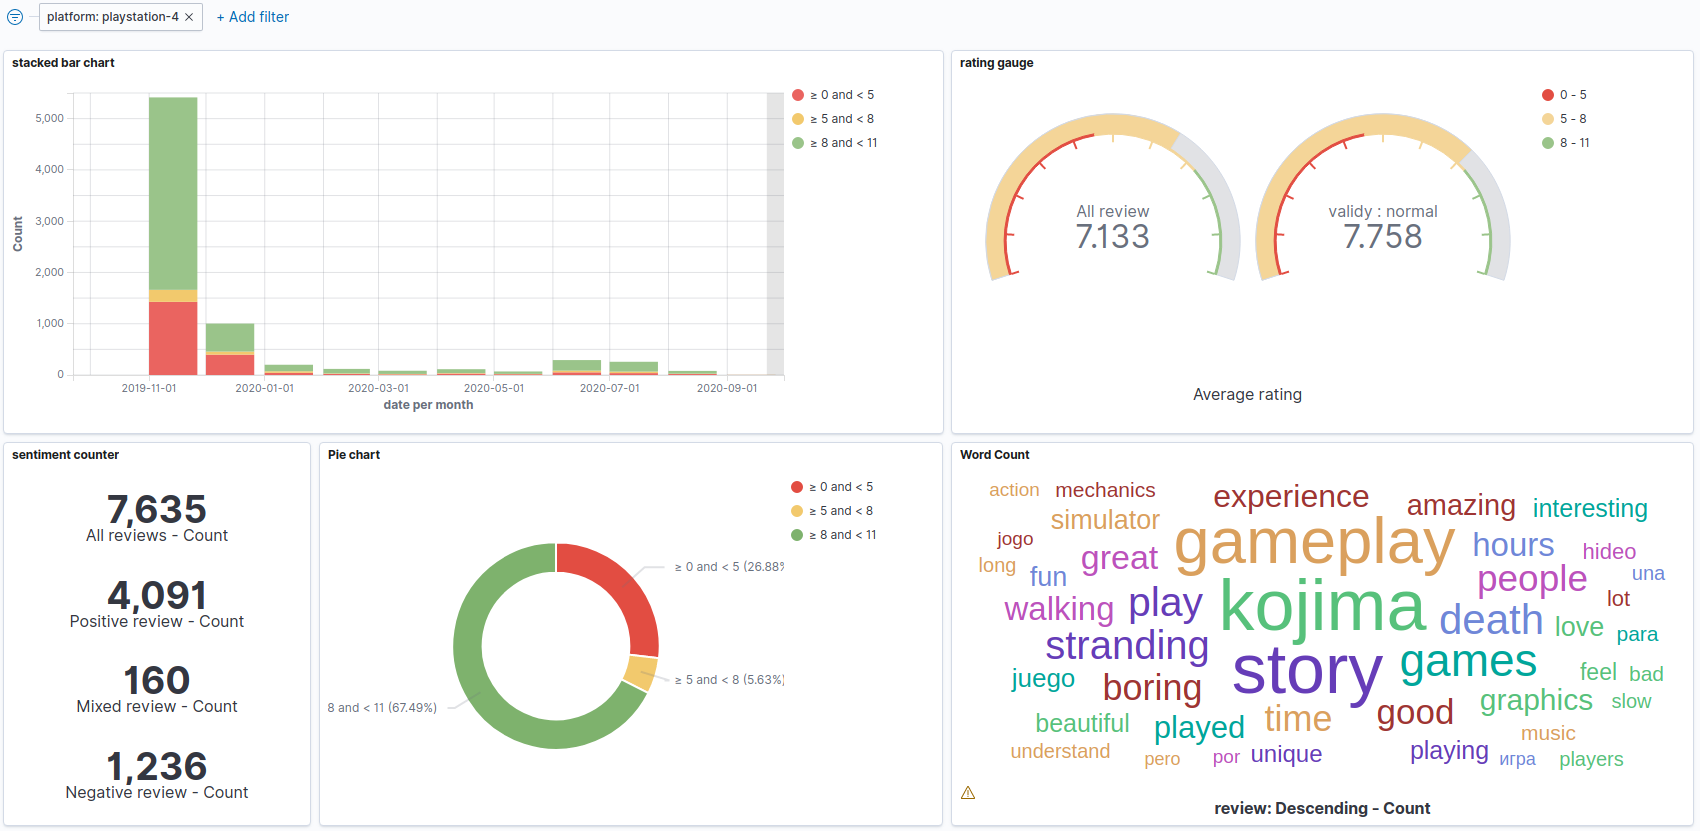 platform: playstation-4 ×
+ Add filter
stacked bar chart
≥ 0 and < 5
≥ 5 and < 8
≥ 8 and < 11
Count
5,000
4,000
3,000
2,000
1,000
0
2019-11-01
2020-01-01
2020-03-01
2020-05-01
2020-07-01
2020-09-01
date per month
rating gauge
0 - 5
5 - 8
8 - 11
All review
7.133
validy : normal
7.758
Average rating
sentiment counter
7,635
All reviews - Count
4,091
Positive review - Count
160
Mixed review - Count
1,236
Negative review - Count
Pie chart
≥ 0 and < 5
≥ 5 and < 8
≥ 8 and < 11
≥ 0 and < 5 (26.88%
≥ 5 and < 8 (5.63%)
8 and < 11 (67.49%)
Word Count
action
mechanics
experience
amazing
interesting
simulator
jogo
great
gameplay
hours
hideo
long
fun
people
una
walking
play
kojima
death
lot
love
para
stranding
story
games
juego
boring
feel
bad
graphics
slow
beautiful
played
time
good
music
understand
pero
por
unique
playing
игра
players
review: Descending - Count